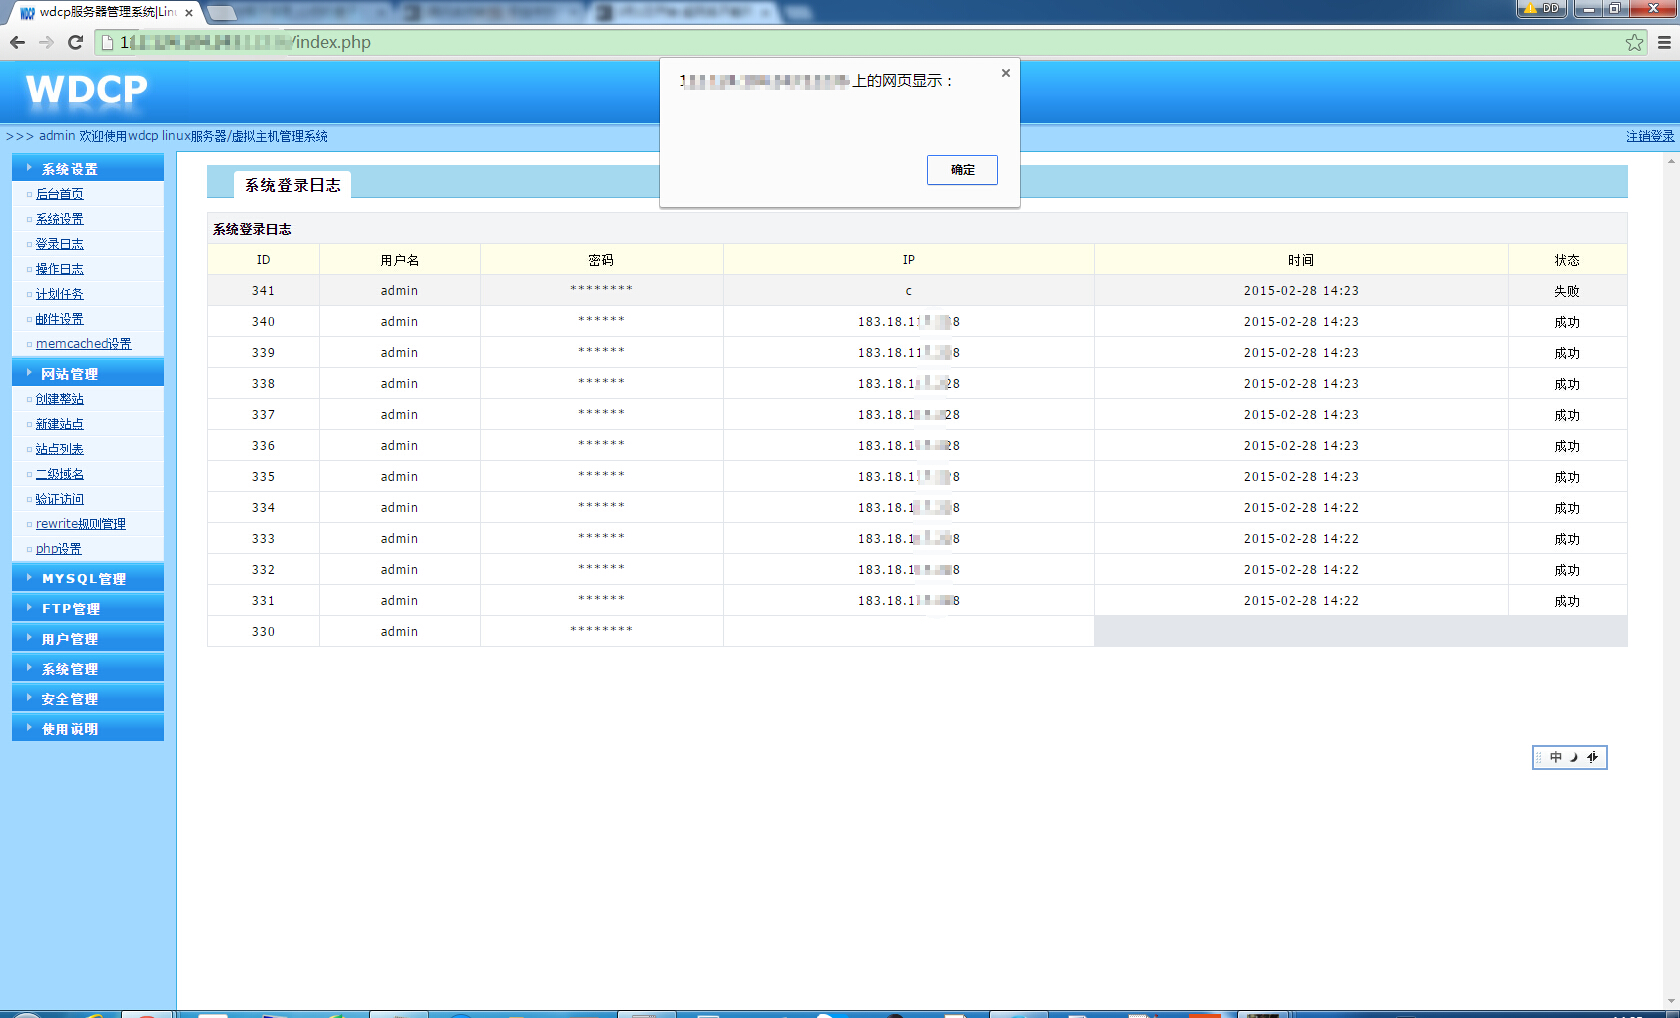 wdcp服务器管理系统|Lin
DD
/index.php
WDCP
上的网页显示：
确定
>>> admin 欢迎使用wdcp linux服务器/虚拟主机管理系统
注销登录
系统设置
后台首页
系统设置
登录日志
操作日志
计划任务
邮件设置
memcached设置
网站管理
创建整站
新建站点
站点列表
二级域名
验证访问
rewrite规则管理
php设置
MYSQL管理
FTP管理
用户管理
系统管理
安全管理
使用说明
系统登录日志
系统登录日志
ID 用户名 密码 IP 时间 状态
341 admin ******** c 2015-02-28 14:23 失败
340 admin ****** 183.18.11 8 2015-02-28 14:23 成功
339 admin ****** 183.18.11 8 2015-02-28 14:23 成功
338 admin ****** 183.18.1 28 2015-02-28 14:23 成功
337 admin ****** 183.18.1 28 2015-02-28 14:23 成功
336 admin ****** 183.18.1 28 2015-02-28 14:23 成功
335 admin ****** 183.18.1 8 2015-02-28 14:23 成功
334 admin ****** 183.18.1 8 2015-02-28 14:22 成功
333 admin ****** 183.18.1 8 2015-02-28 14:22 成功
332 admin ****** 183.18.1 8 2015-02-28 14:22 成功
331 admin ****** 183.18.1 8 2015-02-28 14:22 成功
330 admin ********
中